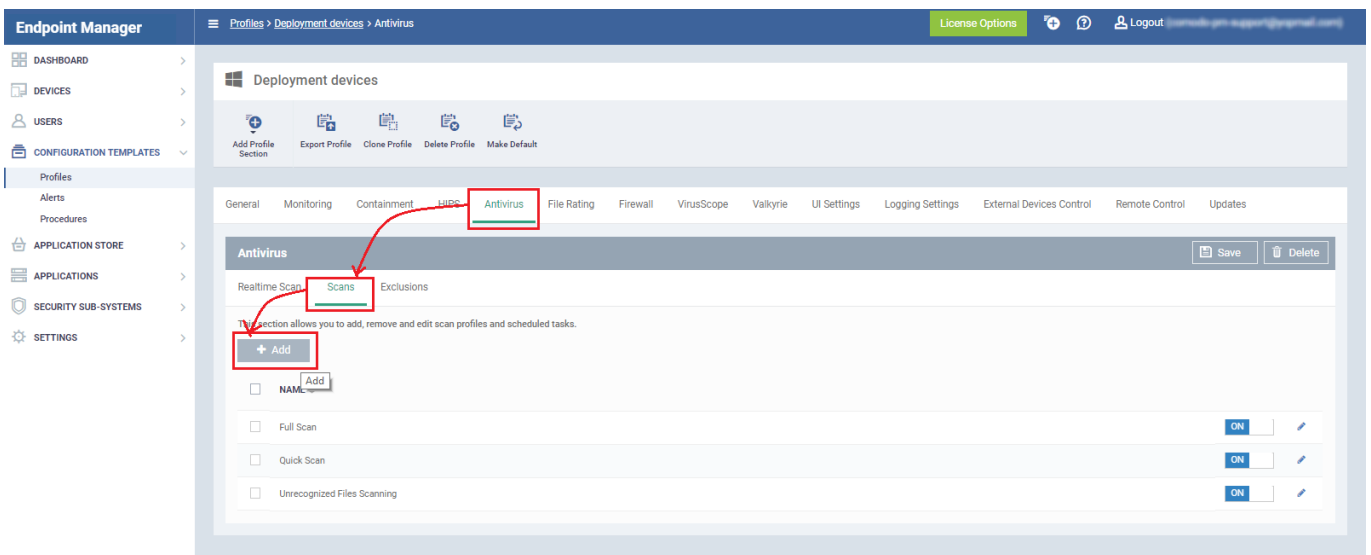 Endpoint Manager
Profiles > Deployment devices > Antivirus
License Options
Logout
DASHBOARD
DEVICES
USERS
CONFIGURATION TEMPLATES
Profiles
Alerts
Procedures
APPLICATION STORE
APPLICATIONS
SECURITY SUB-SYSTEMS
SETTINGS
Deployment devices
Add Profile
Section
Export Profile
Clone Profile
Delete Profile
Make Default
General
Monitoring
Containment
HIPS
Antivirus
File Rating
Firewall
VirusScope
Valkyrie
UI Settings
Logging Settings
External Devices Control
Remote Control
Updates
Antivirus
Save
Delete
Realtime Scan
Scans
Exclusions
This section allows you to add, remove and edit scan profiles and scheduled tasks.
+ Add
Add
NAME
Full Scan
ON
Quick Scan
ON
Unrecognized Files Scanning
ON